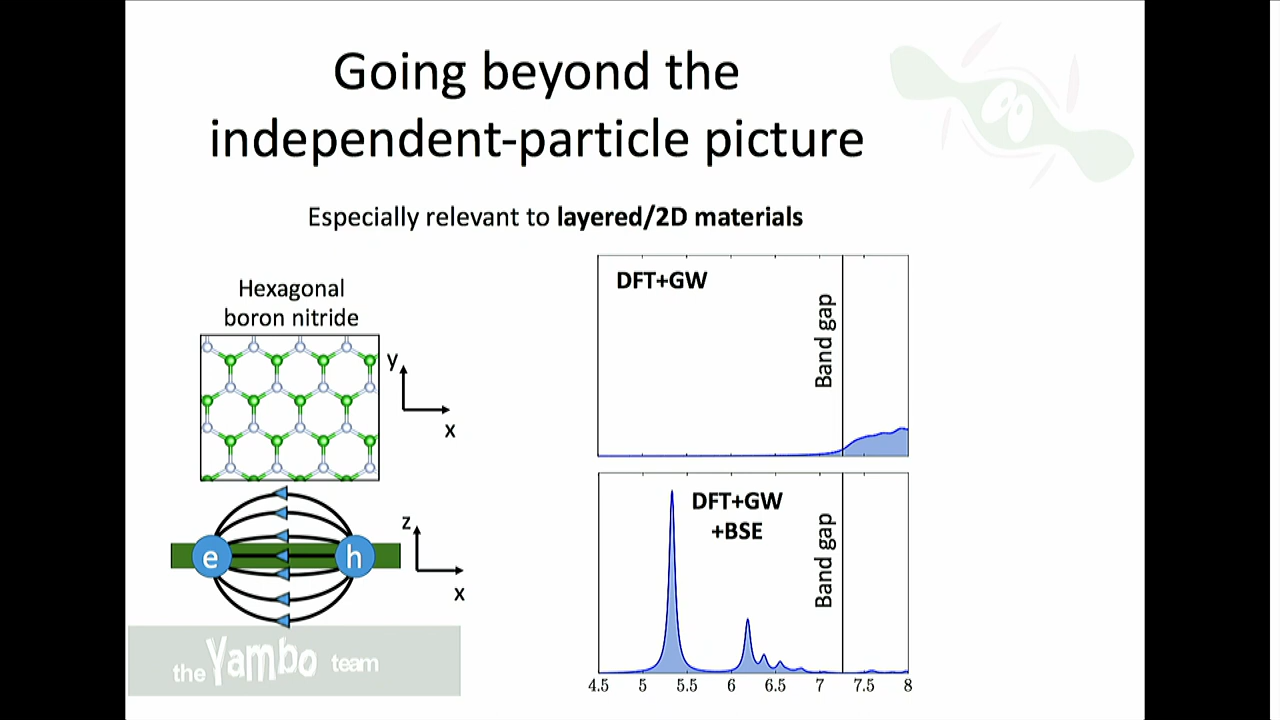 Going beyond the
independent-particle picture
Especially relevant to layered/2D materials
Hexagonal
boron nitride
y
x
e
h
z
x
the Yambo team
DFT+GW
Band gap
DFT+GW
+BSE
Band gap
4.5 5 5.5 6 6.5 7 7.5 8